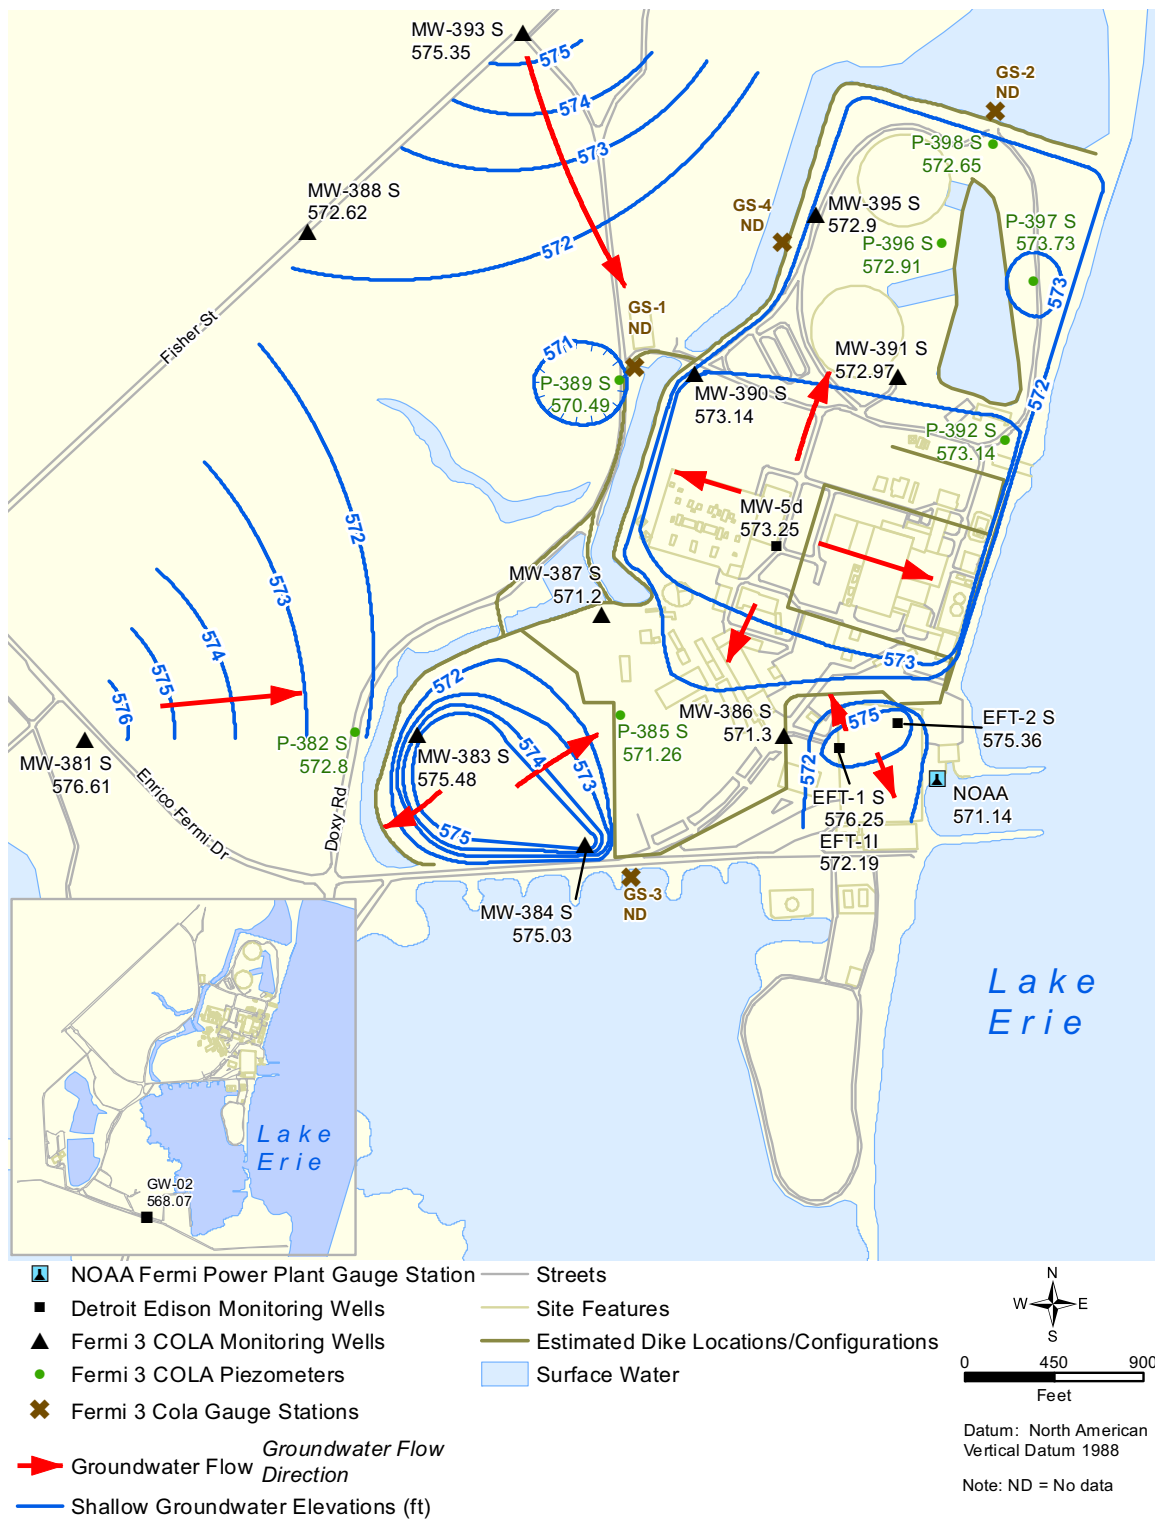 MW-393 S
575.35
575
574
573
572
GS-2
ND
P-398 S
572.65
MW-388 S
572.62
GS-4
ND
MW-395 S
572.9
P-396 S
572.91
P-397 S
573.73
573
Fisher St
GS-1
ND
571
P-389 S
570.49
MW-391 S
572.97
MW-390 S
573.14
572
P-392 S
573.14
572
573
574
575
576
MW-5d
573.25
MW-387 S
571.2
573
572
MW-386 S
571.3
575
EFT-2 S
575.36
P-382 S
572.8
MW-381 S
576.61
MW-383 S
575.48
574
573
P-385 S
571.26
572
EFT-1 S
576.25
EFT-1I
572.19
NOAA
571.14
Enrico Fermi Dr
Doxy Rd
575
MW-384 S
575.03
GS-3
ND
Lake
Erie
Lake
Erie
GW-02
568.07
NOAA Fermi Power Plant Gauge Station
Detroit Edison Monitoring Wells
Fermi 3 COLA Monitoring Wells
Fermi 3 COLA Piezometers
Fermi 3 Cola Gauge Stations
Groundwater Flow
Groundwater Flow
Direction
Shallow Groundwater Elevations (ft)
Streets
Site Features
Estimated Dike Locations/Configurations
Surface Water
N
W E
S
0 450 900
Feet
Datum: North American
Vertical Datum 1988
Note: ND = No data